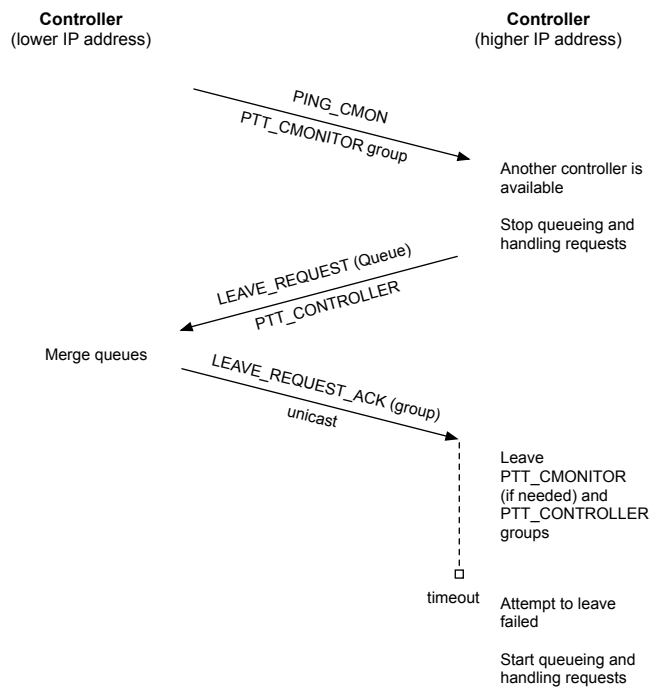 Controller
(lower IP address)
Controller
(higher IP address)
PING_CMON
PTT_CMONITOR group
Another controller is
available
Stop queueing and
handling requests
LEAVE_REQUEST (Queue)
PTT_CONTROLLER
Merge queues
LEAVE_REQUEST_ACK (group)
unicast
Leave
PTT_CMONITOR
(if needed) and
PTT_CONTROLLER
groups
timeout
Attempt to leave
failed
Start queueing and
handling requests